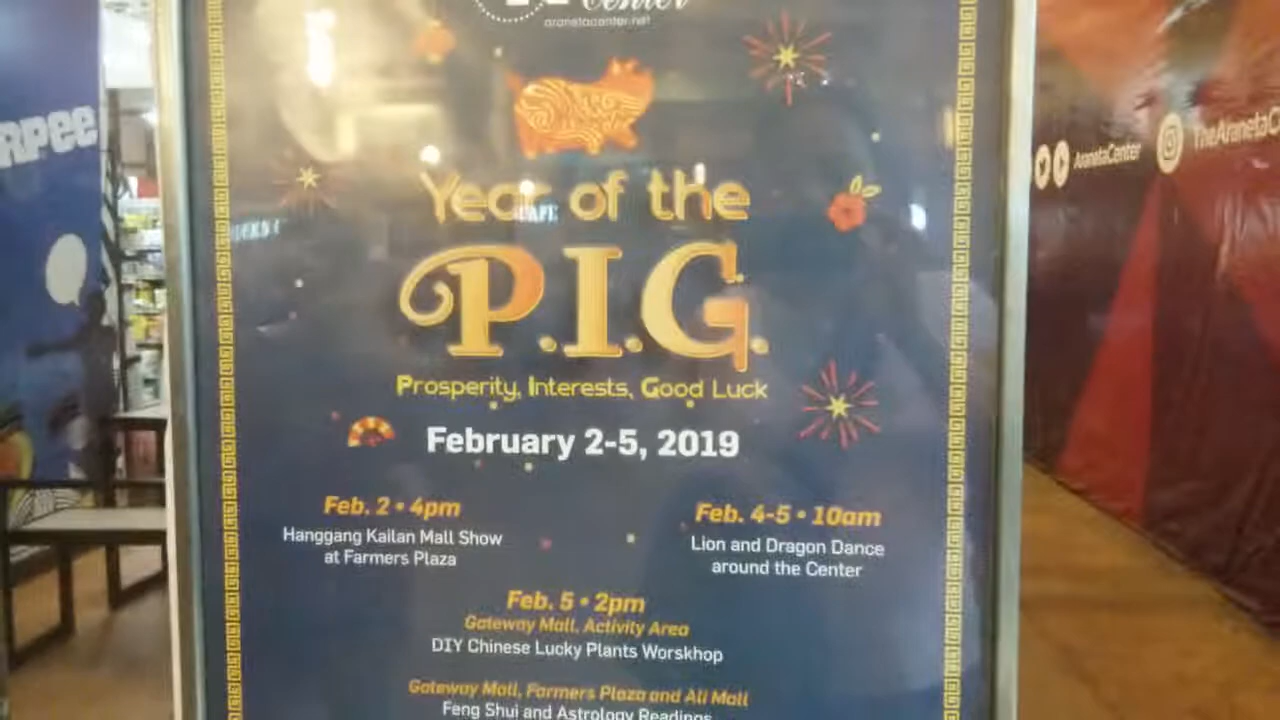 Center
aranetacenter.net
Year of the
P.I.G.
Prosperity, Interests, Good Luck
February 2-5, 2019
Feb. 2 • 4pm
Hanggang Kailan Mall Show
at Farmers Plaza
Feb. 4-5 • 10am
Lion and Dragon Dance
around the Center
Feb. 5 • 2pm
Gateway Mall, Activity Area
DIY Chinese Lucky Plants Worskhop
Gateway Mall, Farmers Plaza and Ali Mall
Feng Shui and Astrology Readings
RPee
AranetaCenter
TheAranetaC